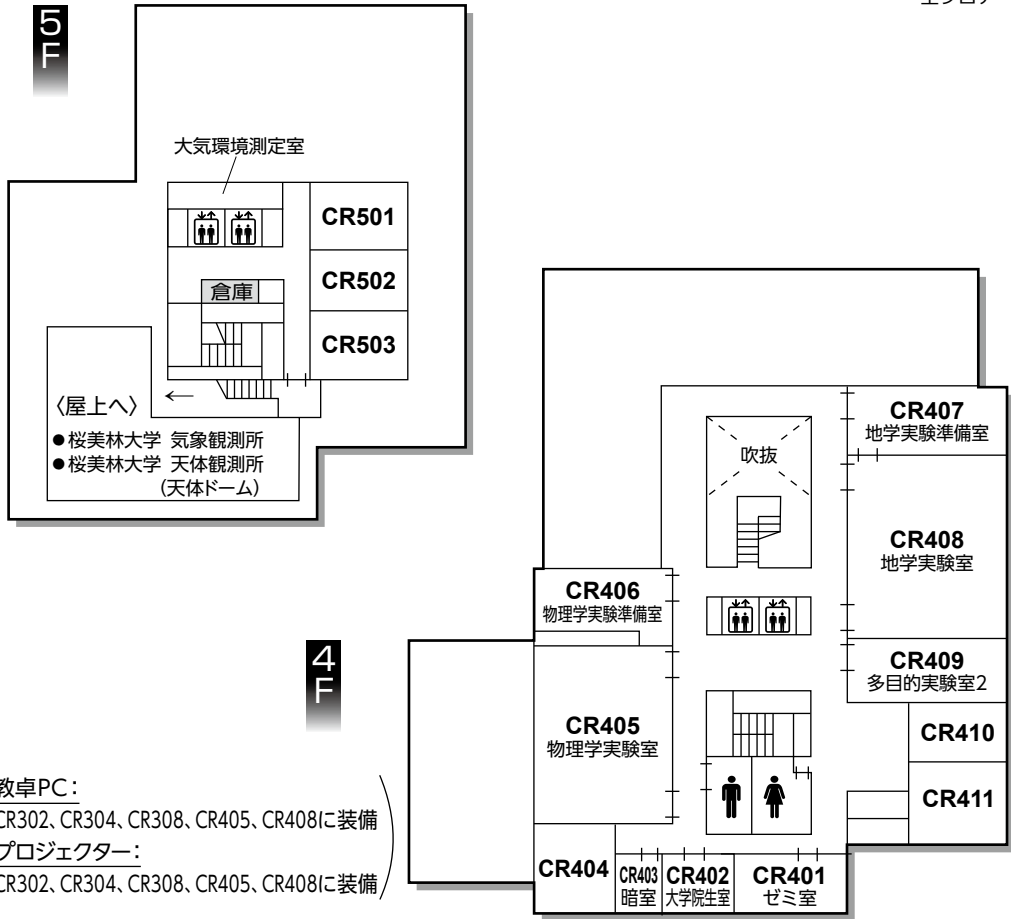 5F
大気環境測定室
CR501
CR502
倉庫
CR503
〈屋上へ〉
←
●桜美林大学 気象観測所
●桜美林大学 天体観測所
(天体ドーム)
4F
吹抜
CR407
地学実験準備室
CR408
地学実験室
CR406
物理学実験準備室
CR409
多目的実験室2
CR405
物理学実験室
CR410
CR411
CR404
CR403
暗室
CR402
大学院生室
CR401
ゼミ室
教卓PC：
CR302、CR304、CR308、CR405、CR408に装備
プロジェクター：
CR302、CR304、CR308、CR405、CR408に装備